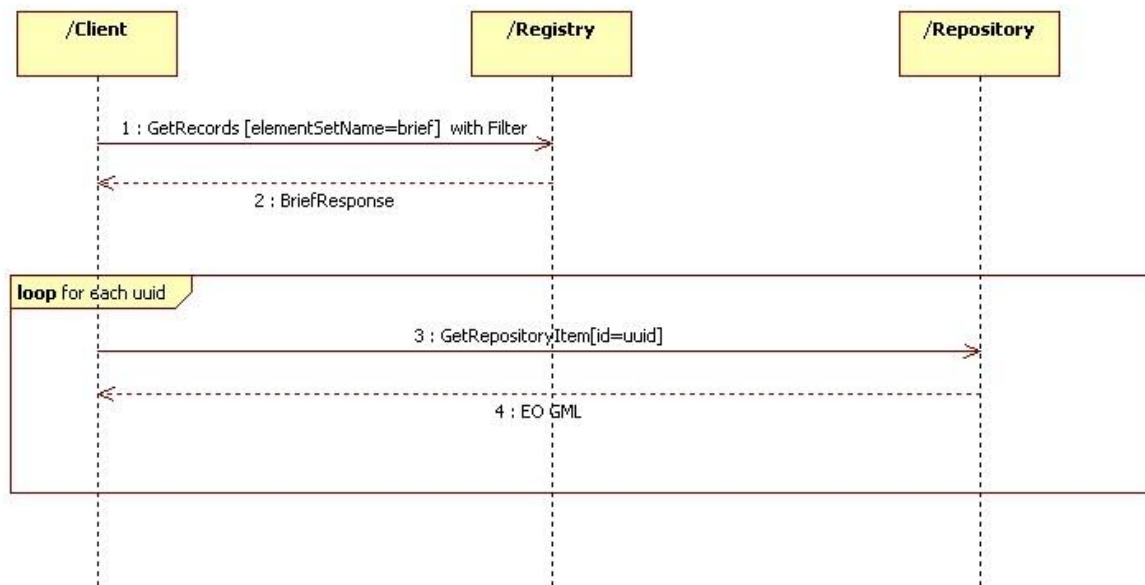 /Client
/Registry
/Repository
1 : GetRecords [elementSetName=brief]  with Filter
2 : BriefResponse
loop for each uuid
3 : GetRepositoryItem[id=uuid]
4 : EO GML